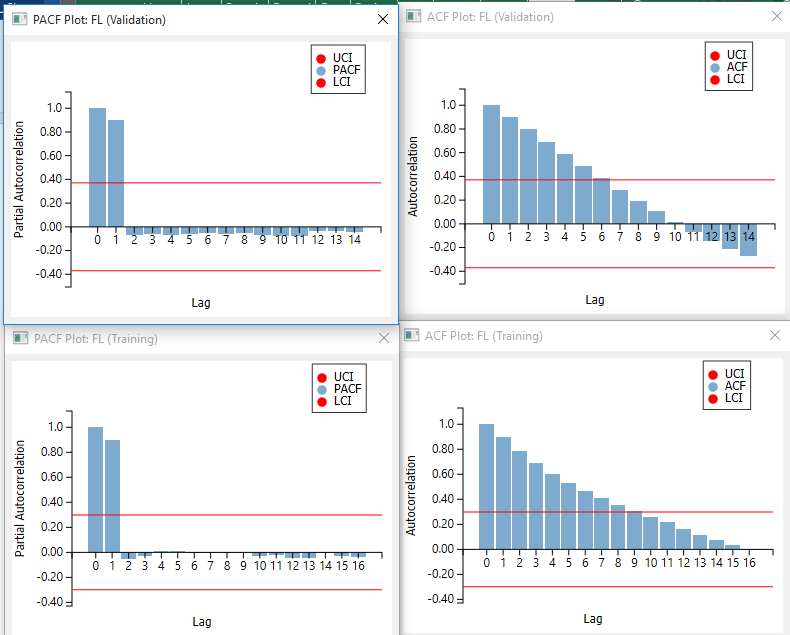 PACF Plot: FL (Validation)
UCI
PACF
LCI
Partial Autocorrelation
1.0
0.80
0.60
0.40
0.20
0.00
-0.20
-0.40
0 1 2 3 4 5 6 7 8 9 10 11 12 13 14
Lag
ACF Plot: FL (Validation)
UCI
ACF
LCI
Autocorrelation
1.0
0.80
0.60
0.40
0.20
0.00
-0.20
-0.40
0 1 2 3 4 5 6 7 8 9 10 11 12 13 14
Lag
PACF Plot: FL (Training)
UCI
PACF
LCI
Partial Autocorrelation
1.0
0.80
0.60
0.40
0.20
0.00
-0.20
-0.40
0 1 2 3 4 5 6 7 8 9 10 11 12 13 14 15 16
Lag
ACF Plot: FL (Training)
UCI
ACF
LCI
Autocorrelation
1.0
0.80
0.60
0.40
0.20
0.00
-0.20
-0.40
0 1 2 3 4 5 6 7 8 9 10 11 12 13 14 15 16
Lag